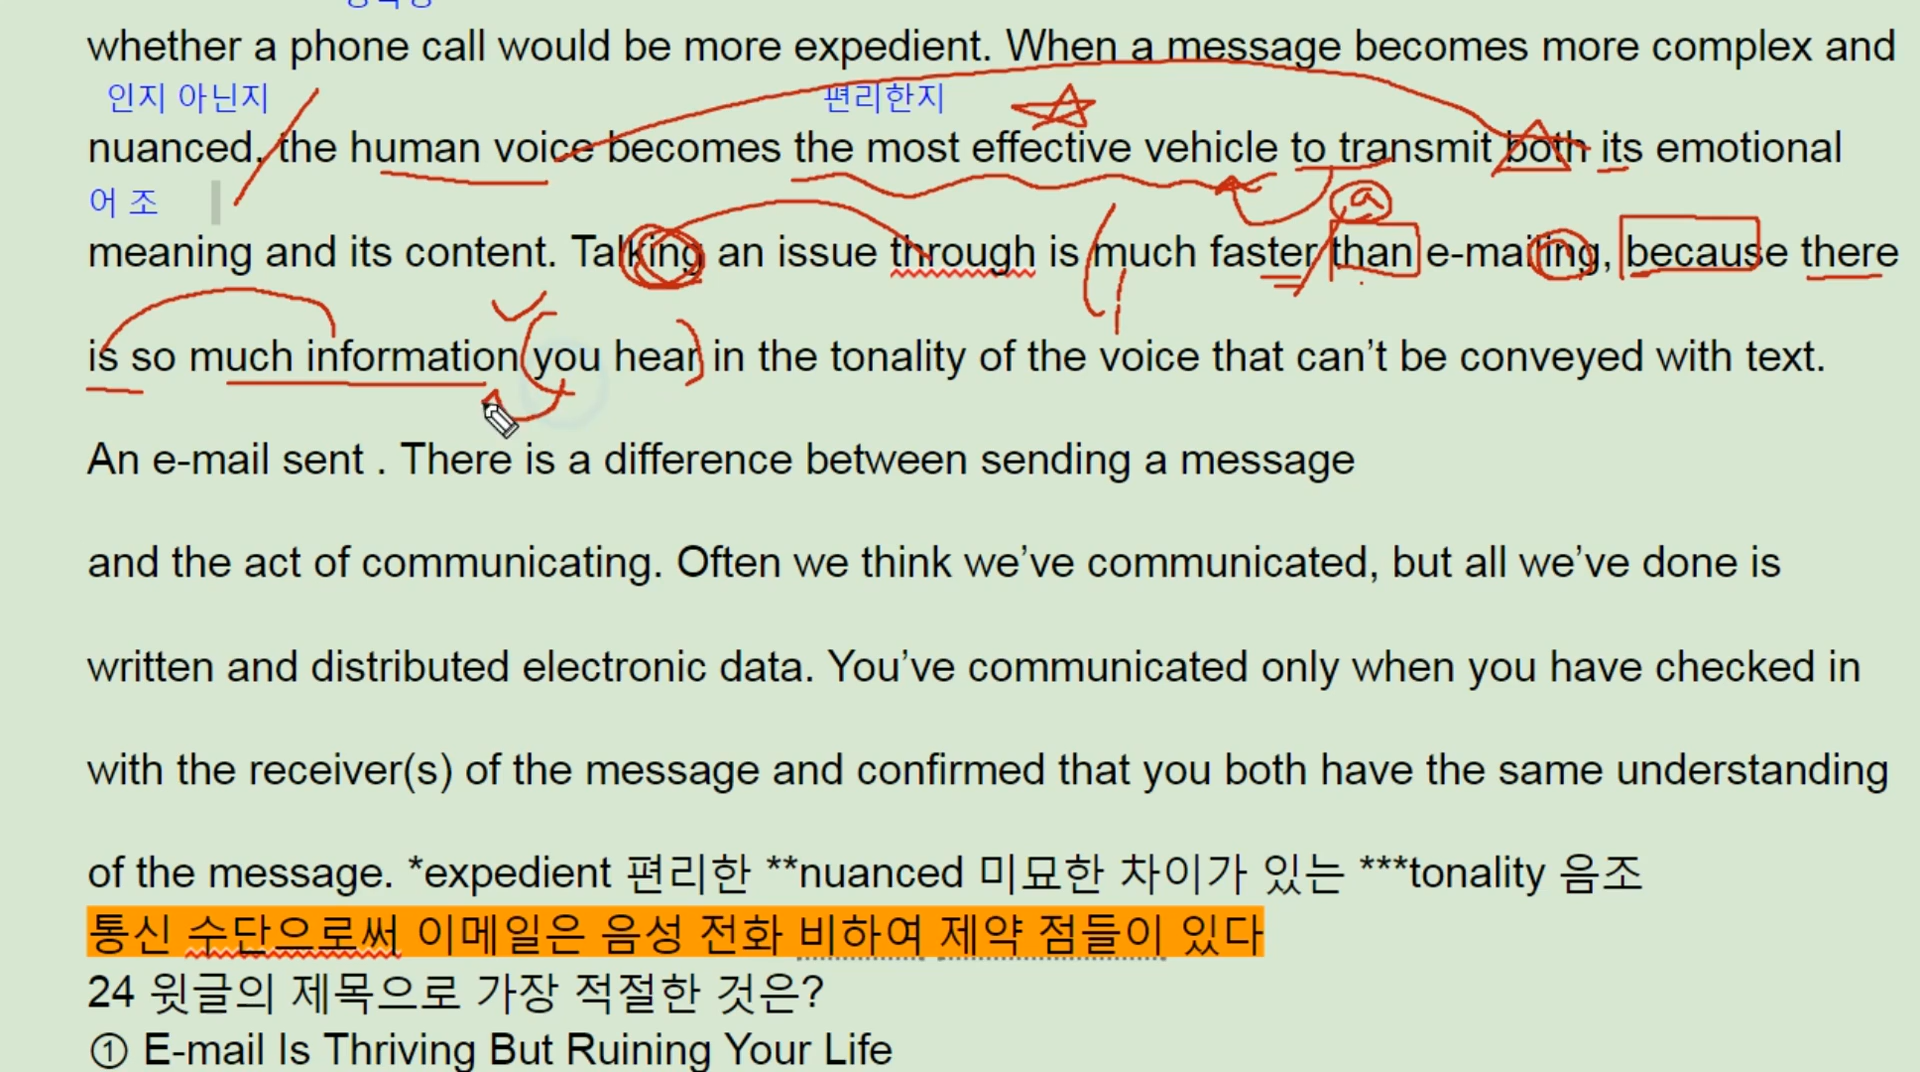 whether a phone call would be more expedient. When a message becomes more complex and
인지 아닌지 편리한지
nuanced, the human voice becomes the most effective vehicle to transmit both its emotional
어 조
meaning and its content. Talking an issue through is much faster than e-mailing, because there
is so much information you hear in the tonality of the voice that can't be conveyed with text.
An e-mail sent . There is a difference between sending a message
and the act of communicating. Often we think we've communicated, but all we've done is
written and distributed electronic data. You've communicated only when you have checked in
with the receiver(s) of the message and confirmed that you both have the same understanding
of the message. *expedient 편리한 **nuanced 미묘한 차이가 있는 ***tonality 음조
통신 수단으로써 이메일은 음성 전화 비하여 제약 점들이 있다
24 윗글의 제목으로 가장 적절한 것은?
① E-mail Is Thriving But Ruining Your Life